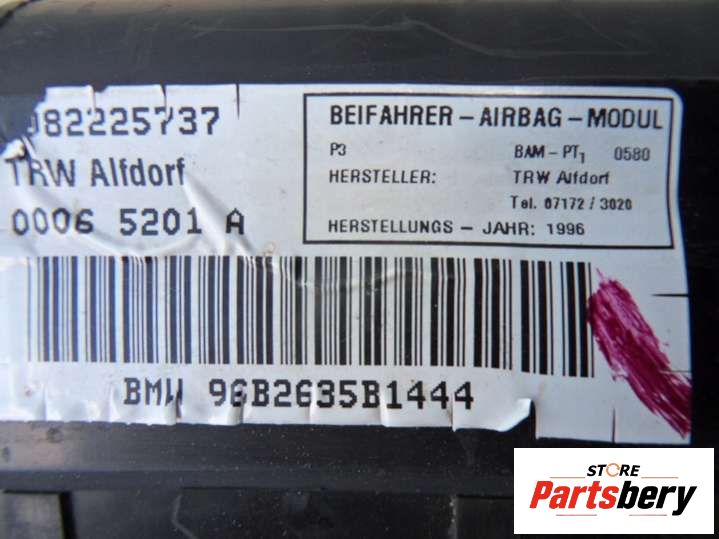 82225737
TRW Alfdorf
0006 5201 A
BEIFAHRER – AIRBAG – MODUL
P3 BAM – PT1 0580
HERSTELLER: TRW Alfdorf
Tel. 07172 / 3020
HERSTELLUNGS – JAHR: 1996
BMW 96B2635B1444
STORE
Partsbery